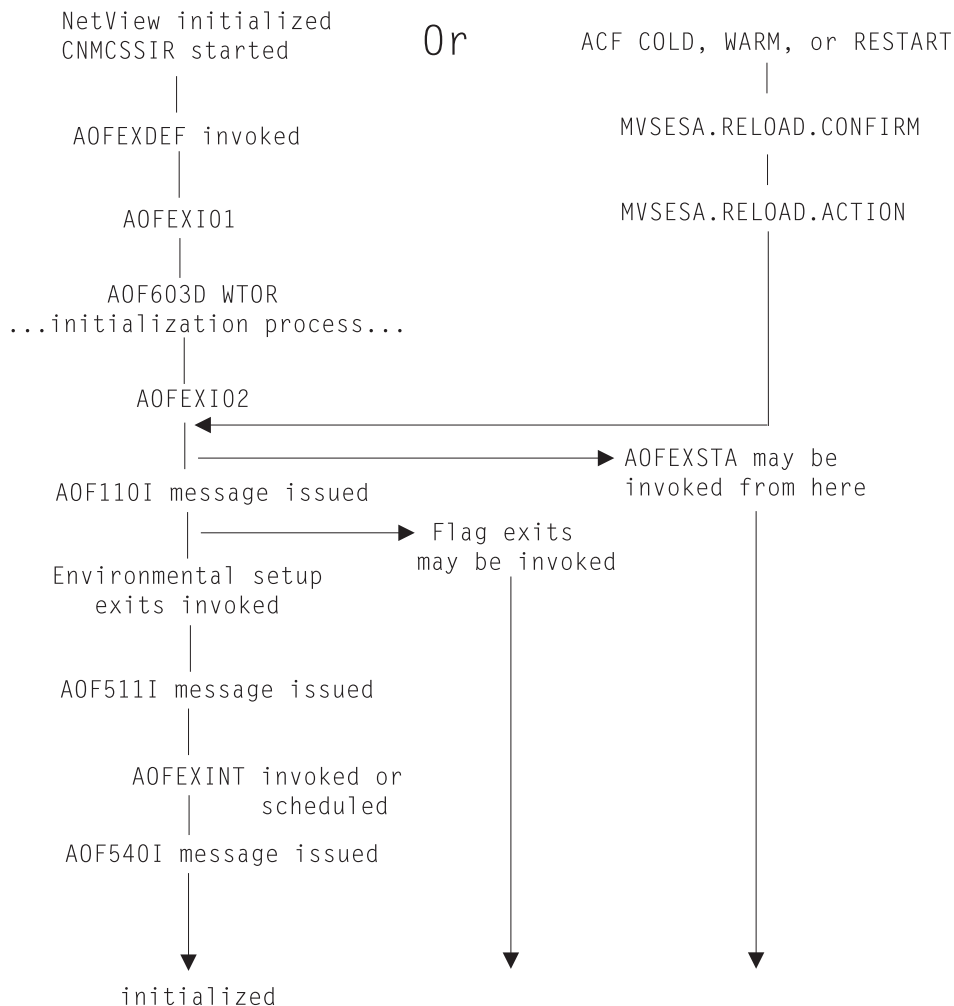 NetView initialized
CNMCSSIR started
Or
ACF COLD, WARM, or RESTART
MVSESA.RELOAD.CONFIRM
AOFEXDEF invoked
MVSESA.RELOAD.ACTION
AOFEXI01
AOF603D WTOR
...initialization process...
AOFEXI02
AOFEXSTA may be
invoked from here
AOF110I message issued
Flag exits
may be invoked
Environmental setup
exits invoked
AOF511I message issued
AOFEXINT invoked or
scheduled
AOF540I message issued
initialized